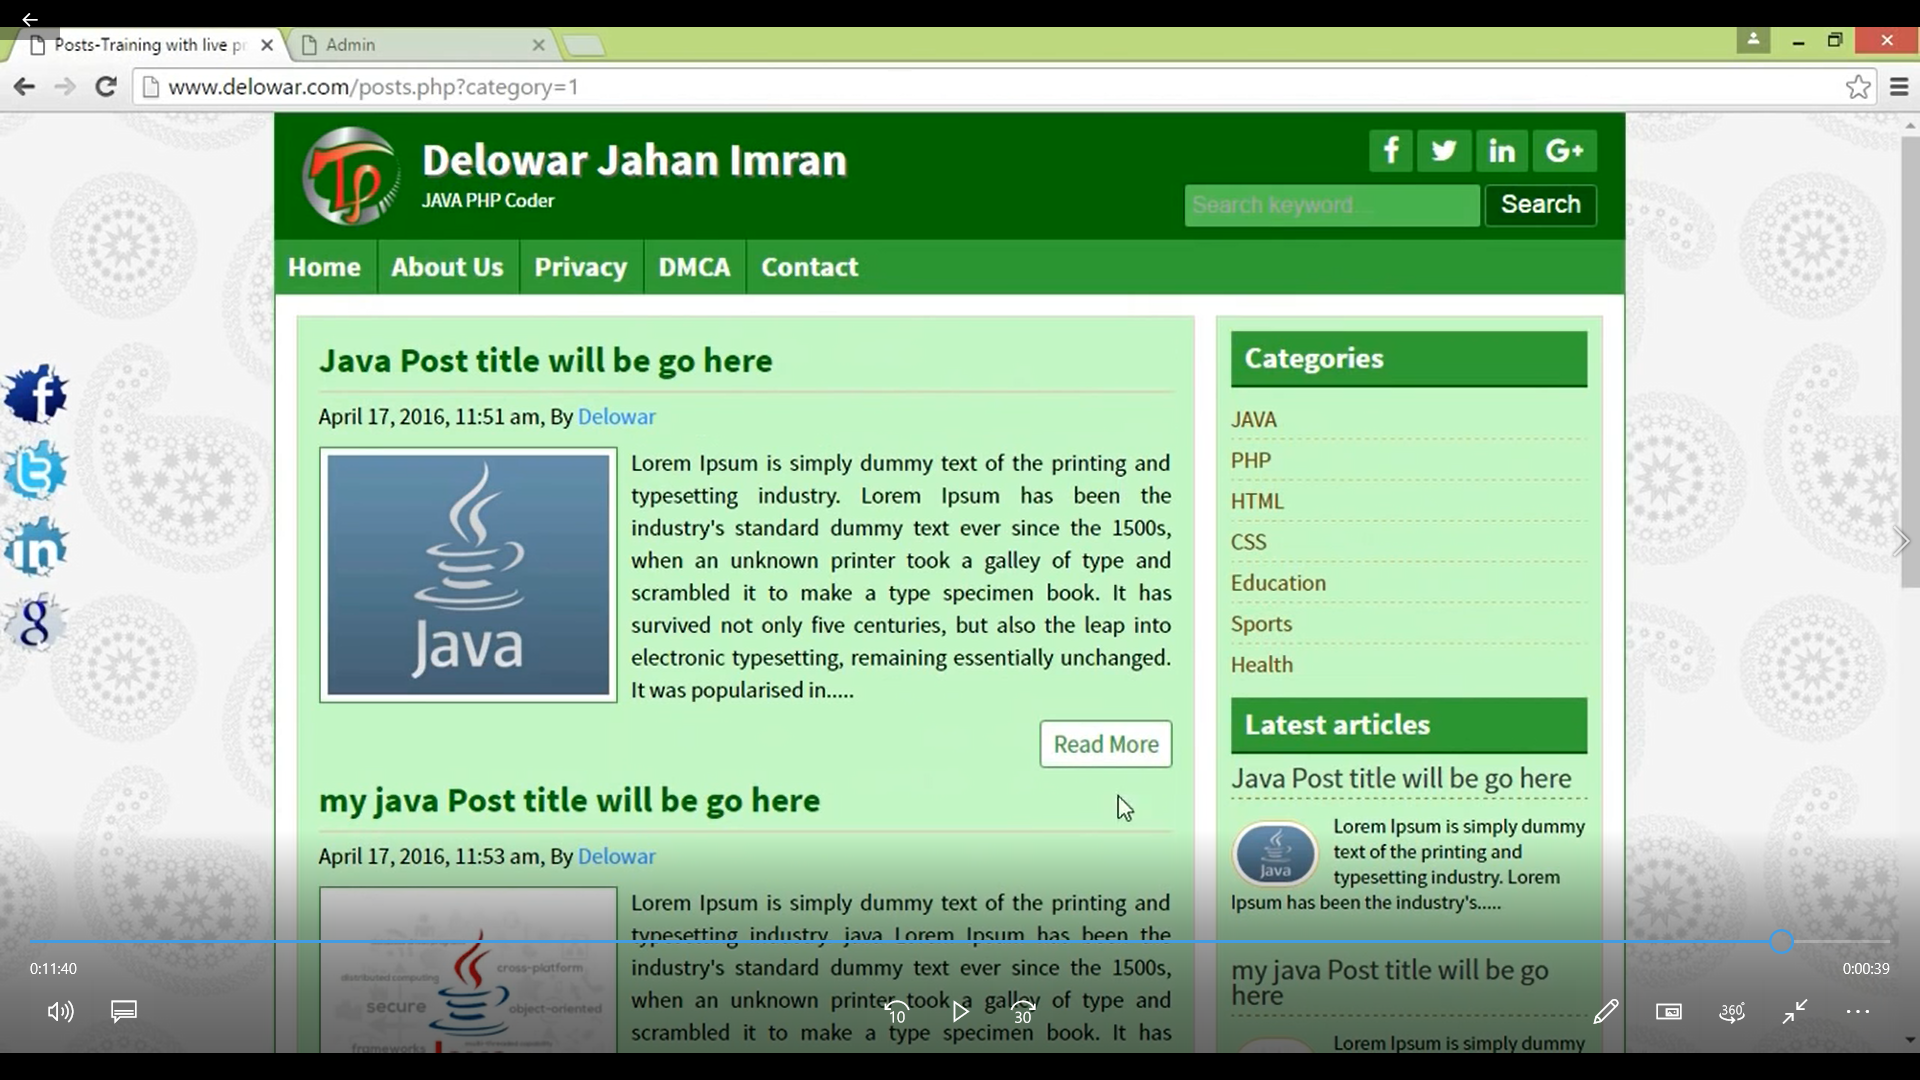 Posts-Training with live pr
Admin
www.delowar.com/posts.php?category=1
Tp
Delowar Jahan Imran
JAVA PHP Coder
f
in
G+
Search keyword...
Search
Home
About Us
Privacy
DMCA
Contact
f
t
in
g
Java Post title will be go here
April 17, 2016, 11:51 am, By Delowar
Java
Lorem Ipsum is simply dummy text of the printing and
typesetting industry. Lorem Ipsum has been the
industry's standard dummy text ever since the 1500s,
when an unknown printer took a galley of type and
scrambled it to make a type specimen book. It has
survived not only five centuries, but also the leap into
electronic typesetting, remaining essentially unchanged.
It was popularised in.....
Read More
my java Post title will be go here
April 17, 2016, 11:53 am, By Delowar
distributed computing
cross-platform
secure
object-oriented
frameworks
Lorem Ipsum is simply dummy text of the printing and
typesetting industry. java Lorem Ipsum has been the
industry's standard dummy text ever since the 1500s,
when an unknown printer took a galley of type and
scrambled it to make a type specimen book. It has
Categories
JAVA
PHP
HTML
CSS
Education
Sports
Health
Latest articles
Java Post title will be go here
Java
Lorem Ipsum is simply dummy
text of the printing and
typesetting industry. Lorem
Ipsum has been the industry's.....
my java Post title will be go
here
Lorem Ipsum is simply dummy
0:11:40
0:00:39
10
30
360°